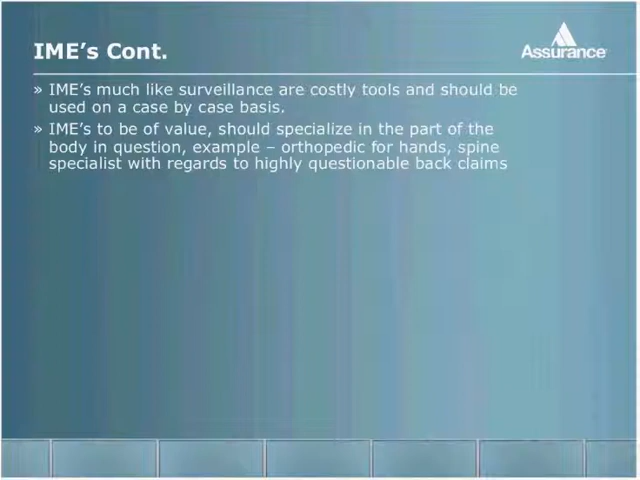 IME’s Cont.
Assurance
» IME’s much like surveillance are costly tools and should be
used on a case by case basis.
» IME’s to be of value, should specialize in the part of the
body in question, example – orthopedic for hands, spine
specialist with regards to highly questionable back claims